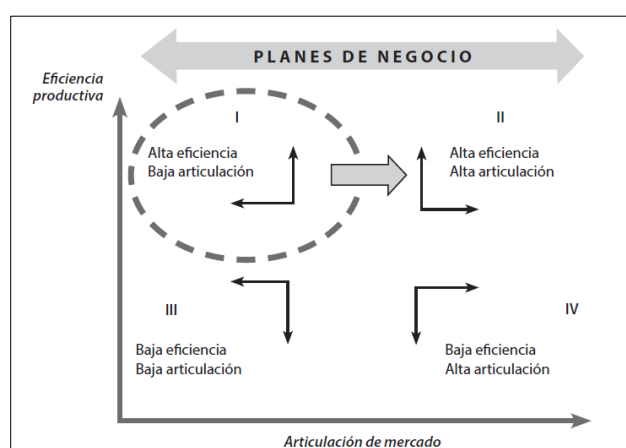 PLANES DE NEGOCIO
Eficiencia
productiva
I
Alta eficiencia
Baja articulación
II
Alta eficiencia
Alta articulación
III
Baja eficiencia
Baja articulación
IV
Baja eficiencia
Alta articulación
Articulación de mercado